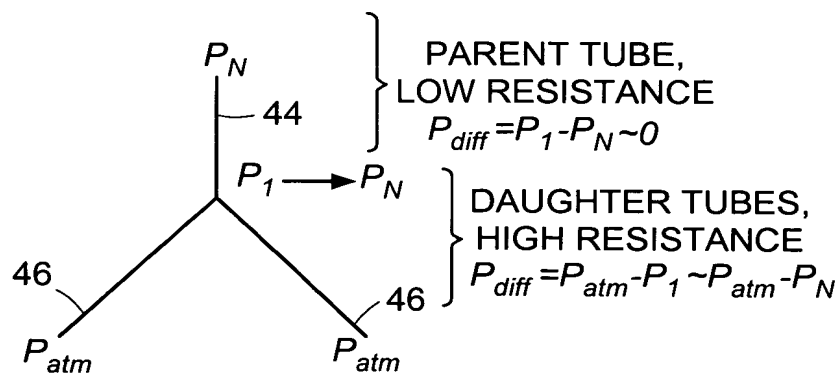 P_N
44
PARENT TUBE,
LOW RESISTANCE
P_diff=P_1-P_N~0
P_1 → P_N
DAUGHTER TUBES,
HIGH RESISTANCE
P_diff=P_atm-P_1~P_atm-P_N
46
46
P_atm
P_atm